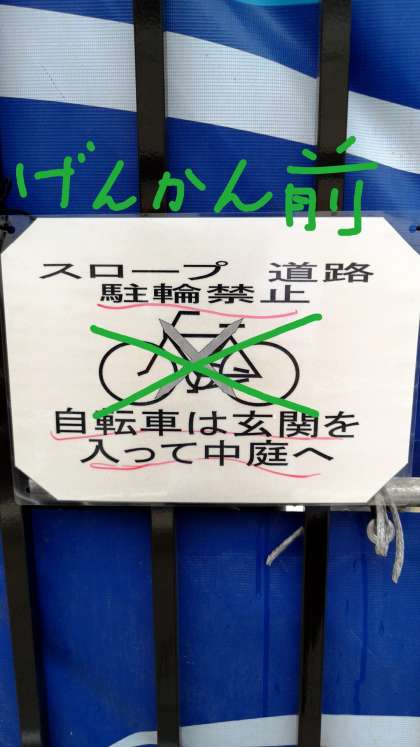 げんかん前
スロープ 道路
駐輪禁止
自転車は玄関を
入って中庭へ